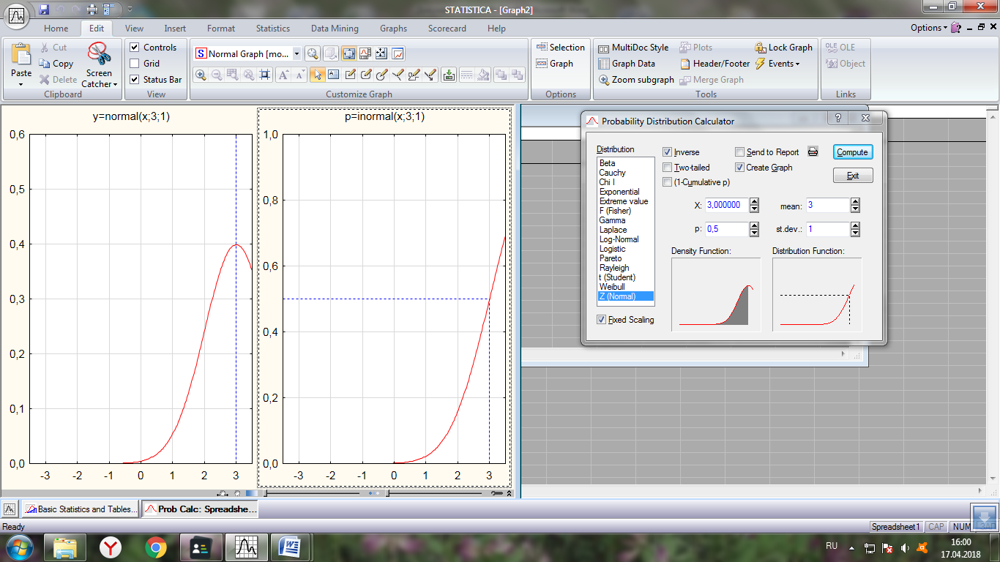 STATISTICA - [Graph2]
Home Edit View Insert Format Statistics Data Mining Graphs Scorecard Help Options
Paste
Cut
Copy
Delete
Screen Catcher
Clipboard
Controls
Grid
Status Bar
View
Normal Graph [mo...
Customize Graph
Selection
Graph
Options
MultiDoc Style
Graph Data
Zoom subgraph
Plots
Header/Footer
Merge Graph
Lock Graph
Events
Tools
OLE
Object
Links
y=normal(x;3;1)
0,6
0,5
0,4
0,3
0,2
0,1
0,0
-3 -2 -1 0 1 2 3
p=inormal(x;3;1)
1,0
0,8
0,6
0,4
0,2
0,0
-3 -2 -1 0 1 2 3
Probability Distribution Calculator
?
Distribution
Beta
Cauchy
Chi I
Exponential
Extreme value
F (Fisher)
Gamma
Laplace
Log-Normal
Logistic
Pareto
Rayleigh
t (Student)
Weibull
Z (Normal)
Fixed Scaling
Inverse
Two-tailed
(1-Cumulative p)
Send to Report
Create Graph
Compute
Exit
X: 3,000000
mean: 3
p: 0,5
st.dev.: 1
Density Function:
Distribution Function:
Basic Statistics and Tables...
Prob Calc: Spreadshe...
Ready
Spreadsheet1 CAP NUM
RU
16:00
17.04.2018